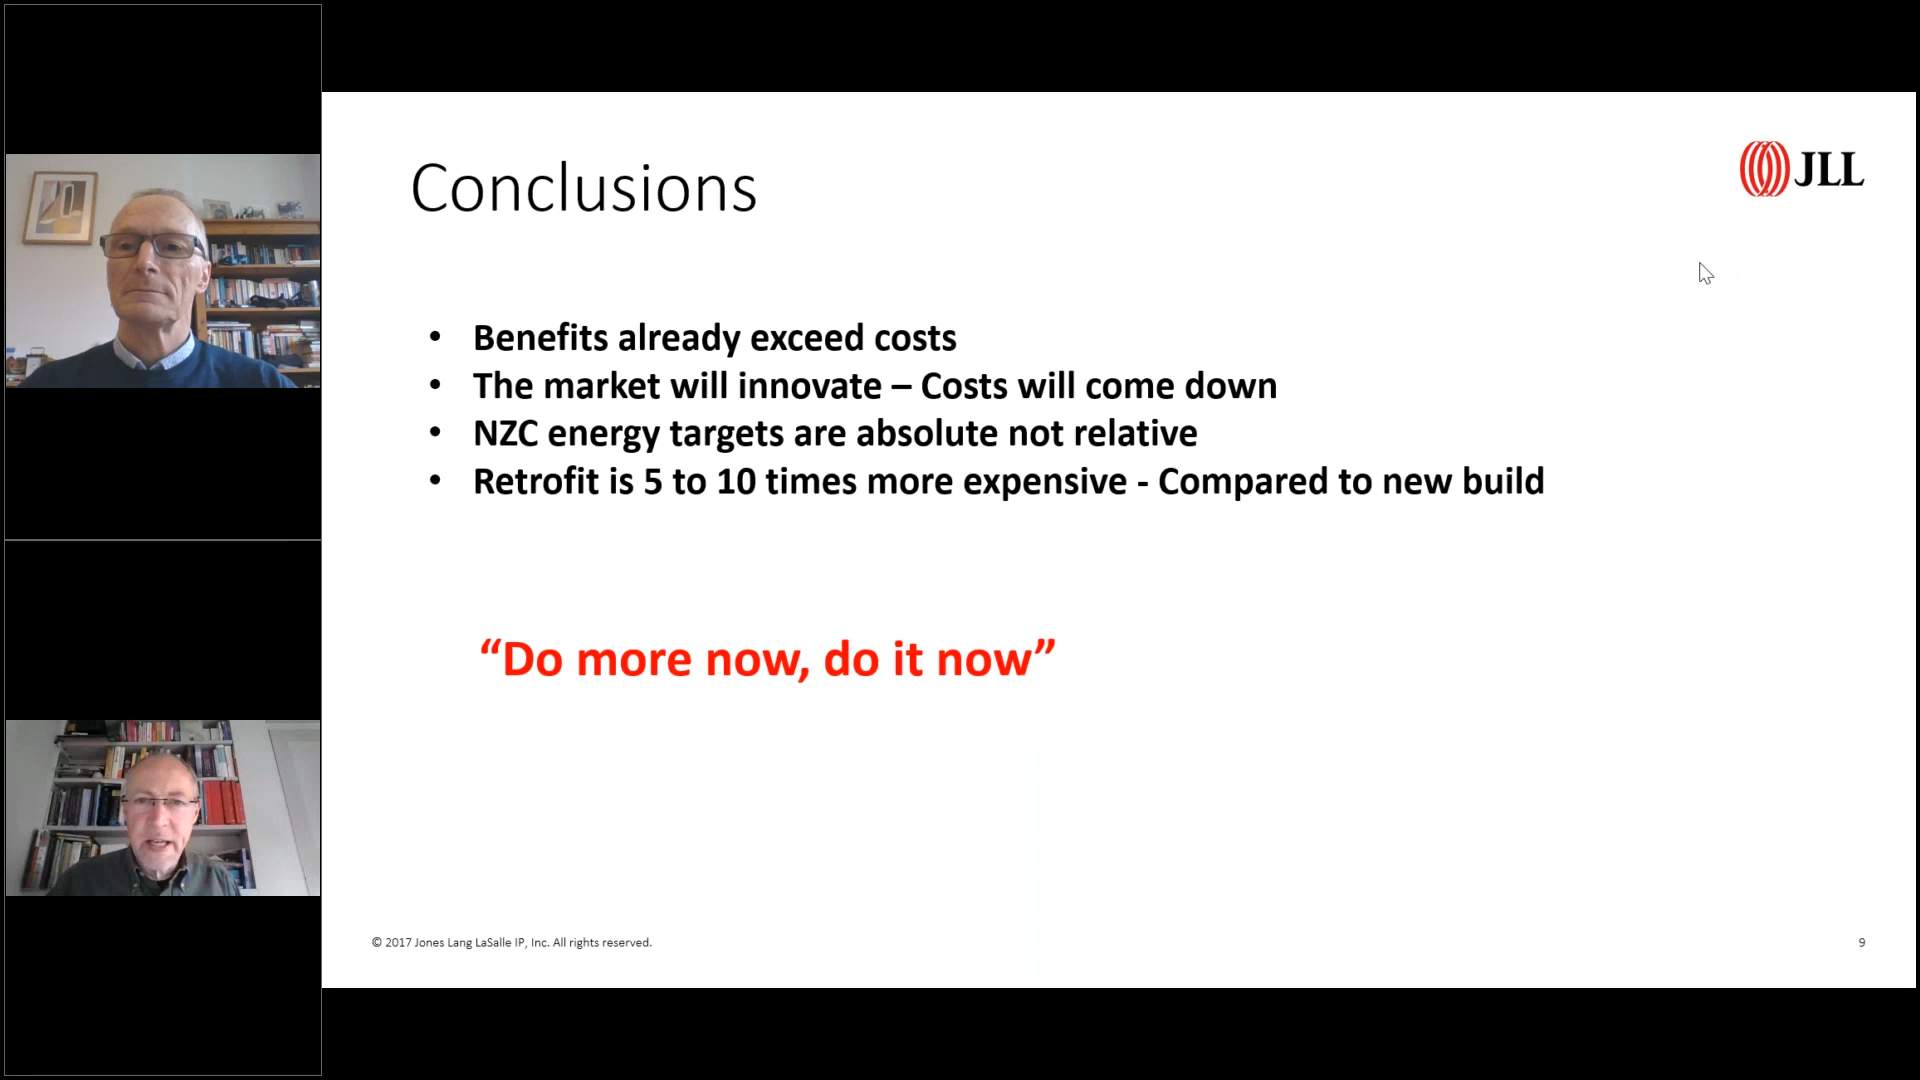 Conclusions
JLL
• Benefits already exceed costs
• The market will innovate – Costs will come down
• NZC energy targets are absolute not relative
• Retrofit is 5 to 10 times more expensive - Compared to new build
“Do more now, do it now”
© 2017 Jones Lang LaSalle IP, Inc. All rights reserved.
9